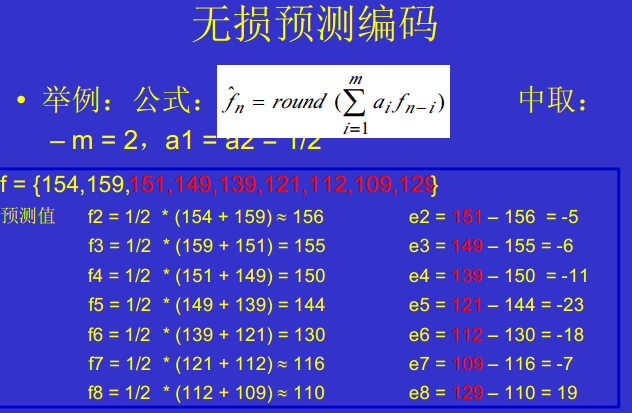 无损预测编码
• 举例：公式： f̂n = round (∑_{i=1}^{m} ai fn−i) 中取：
– m = 2，a1 = a2 = 1/2
f = {154,159,151,149,139,121,112,109,129}
预测值 f2 = 1/2 * (154 + 159) ≈ 156 e2 = 151 – 156 = -5
f3 = 1/2 * (159 + 151) = 155 e3 = 149 – 155 = -6
f4 = 1/2 * (151 + 149) = 150 e4 = 139 – 150 = -11
f5 = 1/2 * (149 + 139) = 144 e5 = 121 – 144 = -23
f6 = 1/2 * (139 + 121) = 130 e6 = 112 – 130 = -18
f7 = 1/2 * (121 + 112) ≈ 116 e7 = 109 – 116 = -7
f8 = 1/2 * (112 + 109) ≈ 110 e8 = 129 – 110 = 19